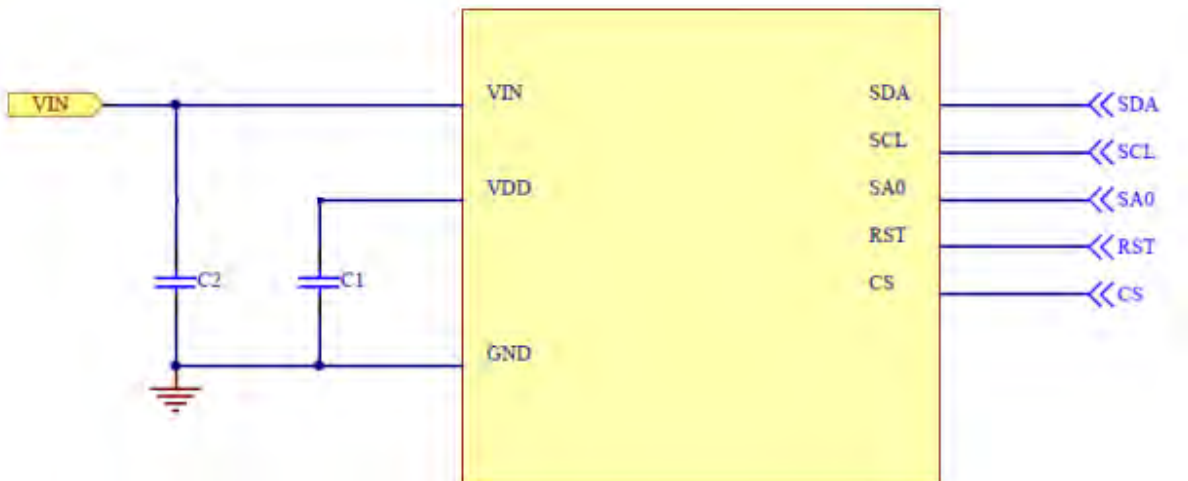 VIN VIN SDA SDA
SCL SCL
VDD SA0 SA0
RST RST
C2 C1 CS CS
GND